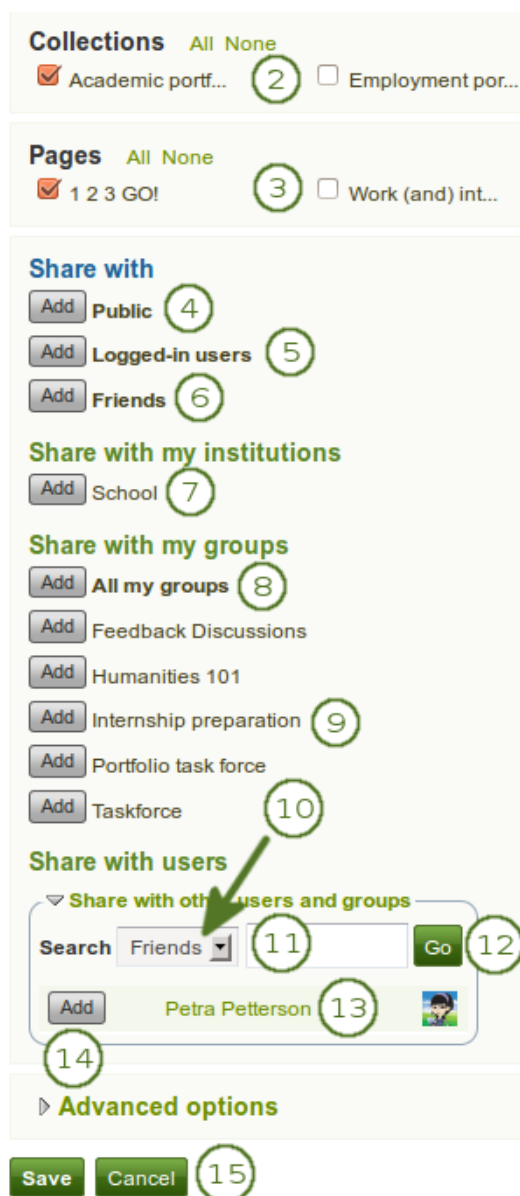 Collections All None
Academic portf... 2 Employment por...
Pages All None
1 2 3 GO! 3 Work (and) int...
Share with
Add Public 4
Add Logged-in users 5
Add Friends 6
Share with my institutions
Add School 7
Share with my groups
Add All my groups 8
Add Feedback Discussions
Add Humanities 101
Add Internship preparation 9
Add Portfolio task force
Add Taskforce 10
Share with users
Share with other users and groups
Search Friends 11 Go 12
Add Petra Petterson 13
14
Advanced options
Save Cancel 15